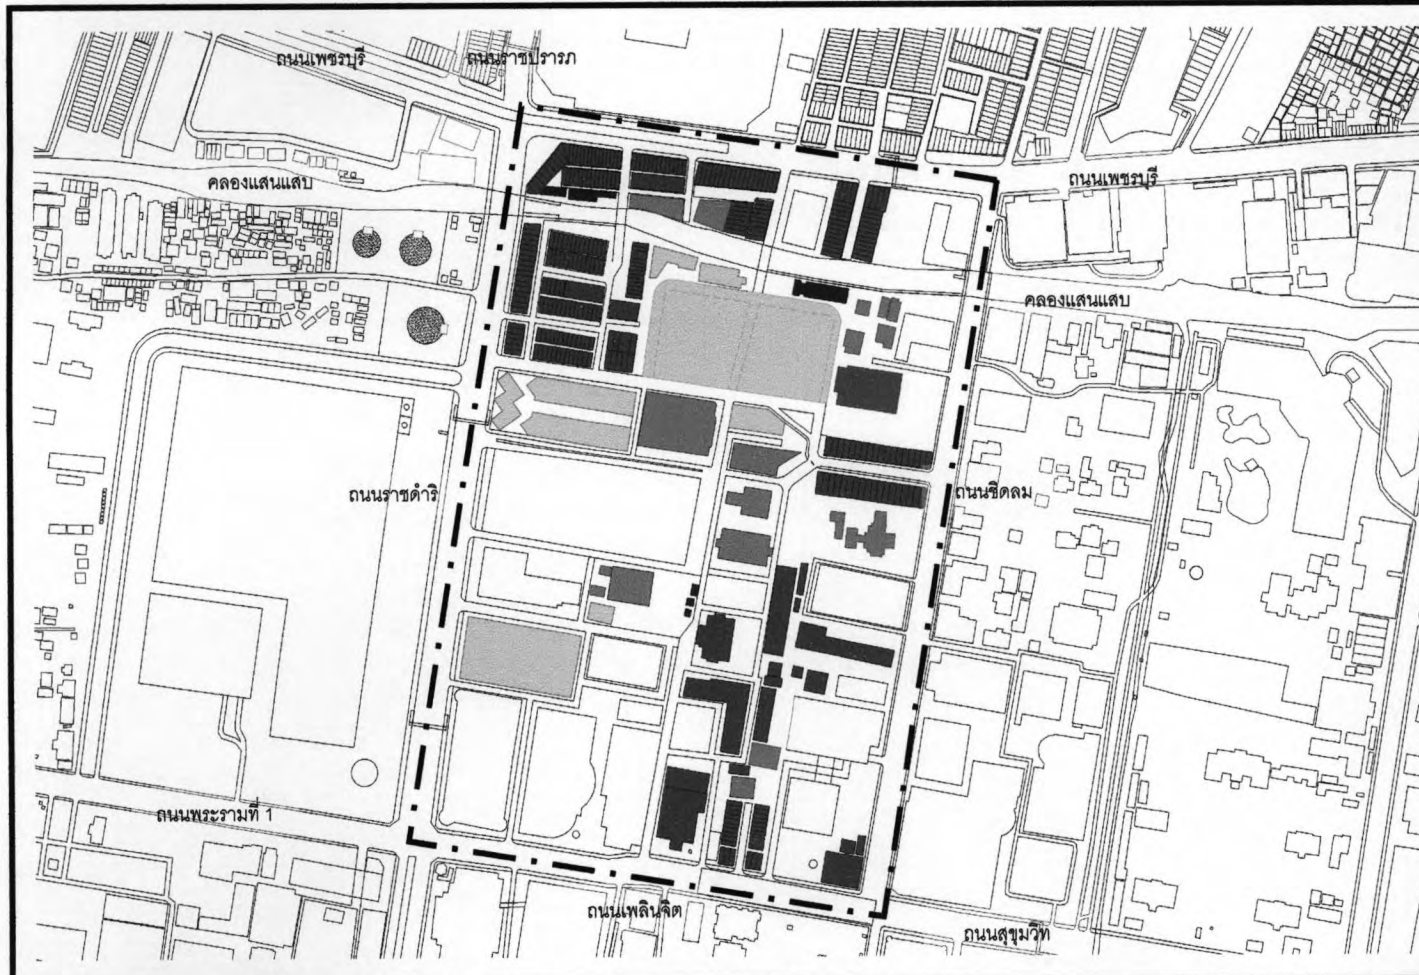 ถนนเพชรบุรี
ถนนราชปรารภ
คลองแสนแสบ
ถนนเพชรบุรี
คลองแสนแสบ
ถนนราชดำริ
ถนนชิดลม
ถนนพระรามที่ 1
ถนนเพลินจิต
ถนนสุขุมวิท